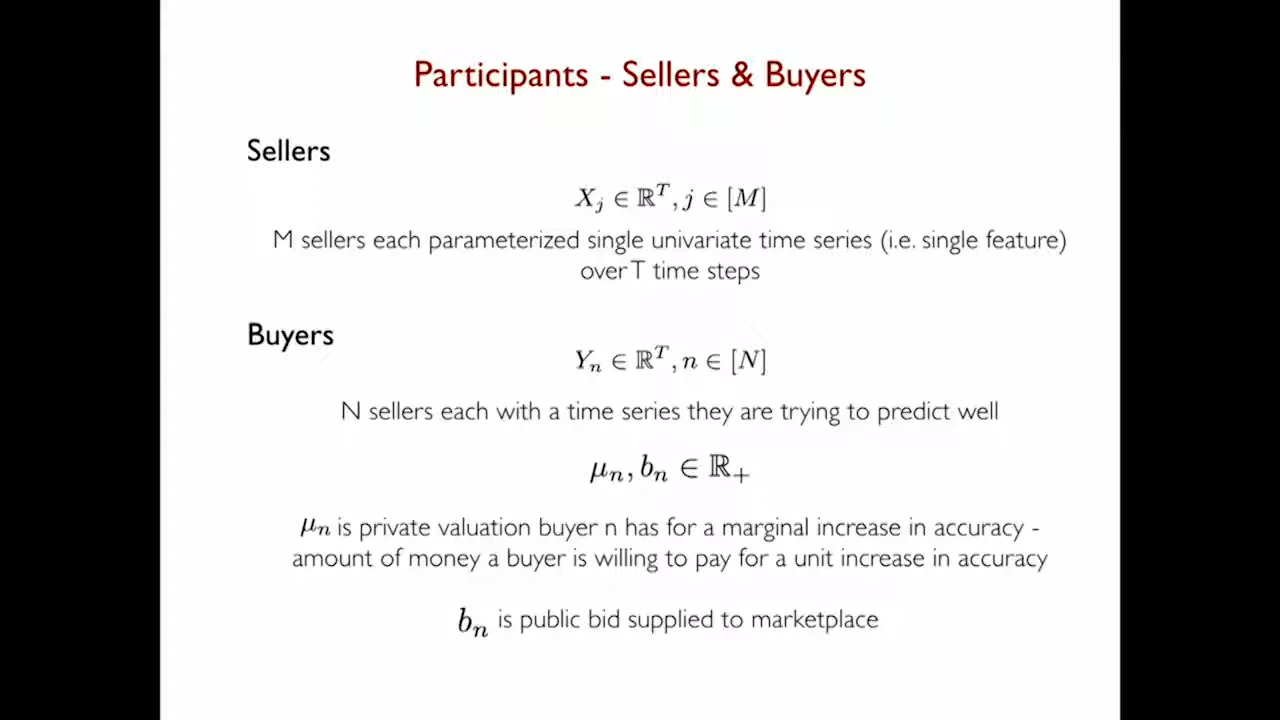 Participants - Sellers & Buyers
Sellers
X_j ∈ ℝ^T, j ∈ [M]
M sellers each parameterized single univariate time series (i.e. single feature)
over T time steps
Buyers
Y_n ∈ ℝ^T, n ∈ [N]
N sellers each with a time series they are trying to predict well
μ_n, b_n ∈ ℝ_+
μ_n is private valuation buyer n has for a marginal increase in accuracy -
amount of money a buyer is willing to pay for a unit increase in accuracy
b_n is public bid supplied to marketplace